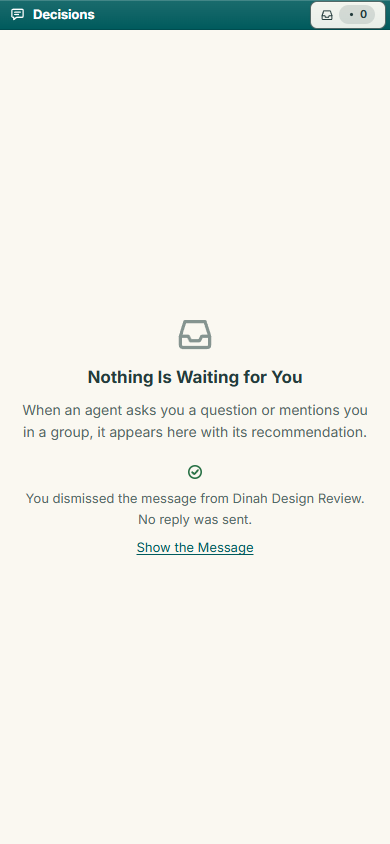 Decisions
• 0
Nothing Is Waiting for You
When an agent asks you a question or mentions you
in a group, it appears here with its recommendation.
You dismissed the message from Dinah Design Review.
No reply was sent.
Show the Message